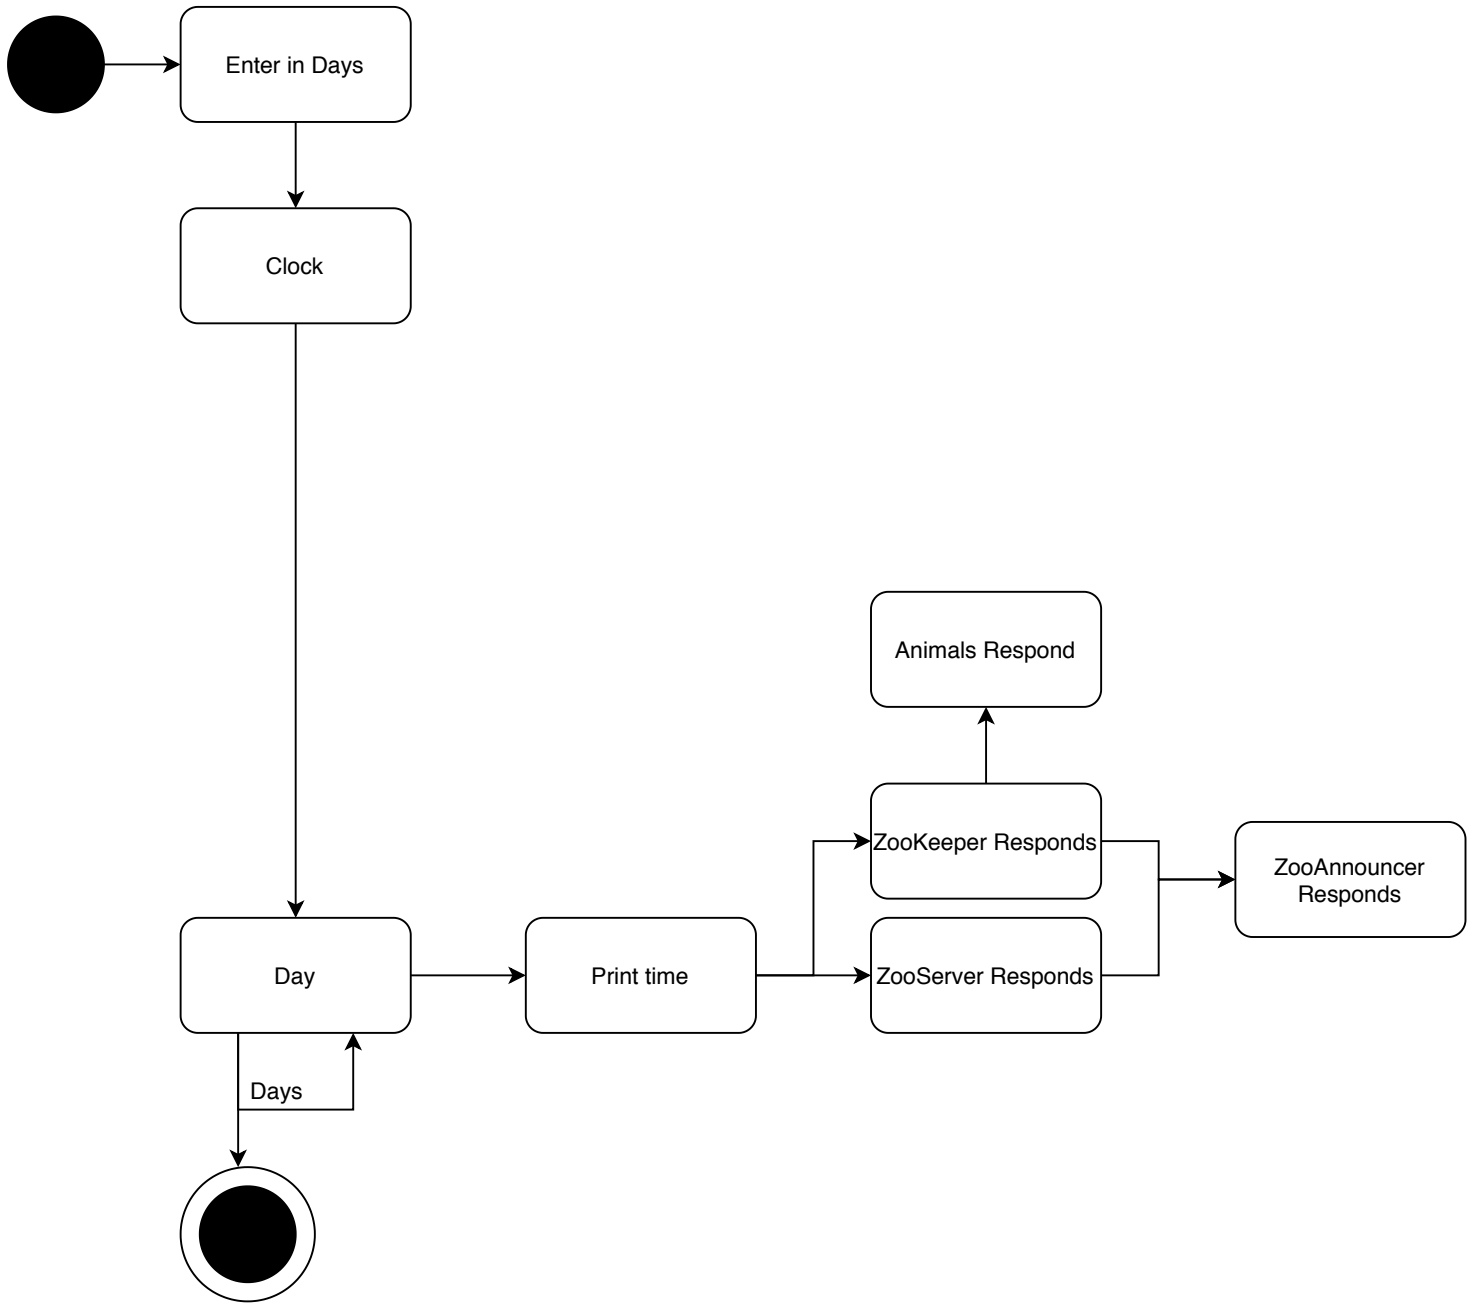 Enter in Days
Clock
Animals Respond
ZooKeeper Responds
ZooAnnouncer
Responds
Day
Print time
ZooServer Responds
Days